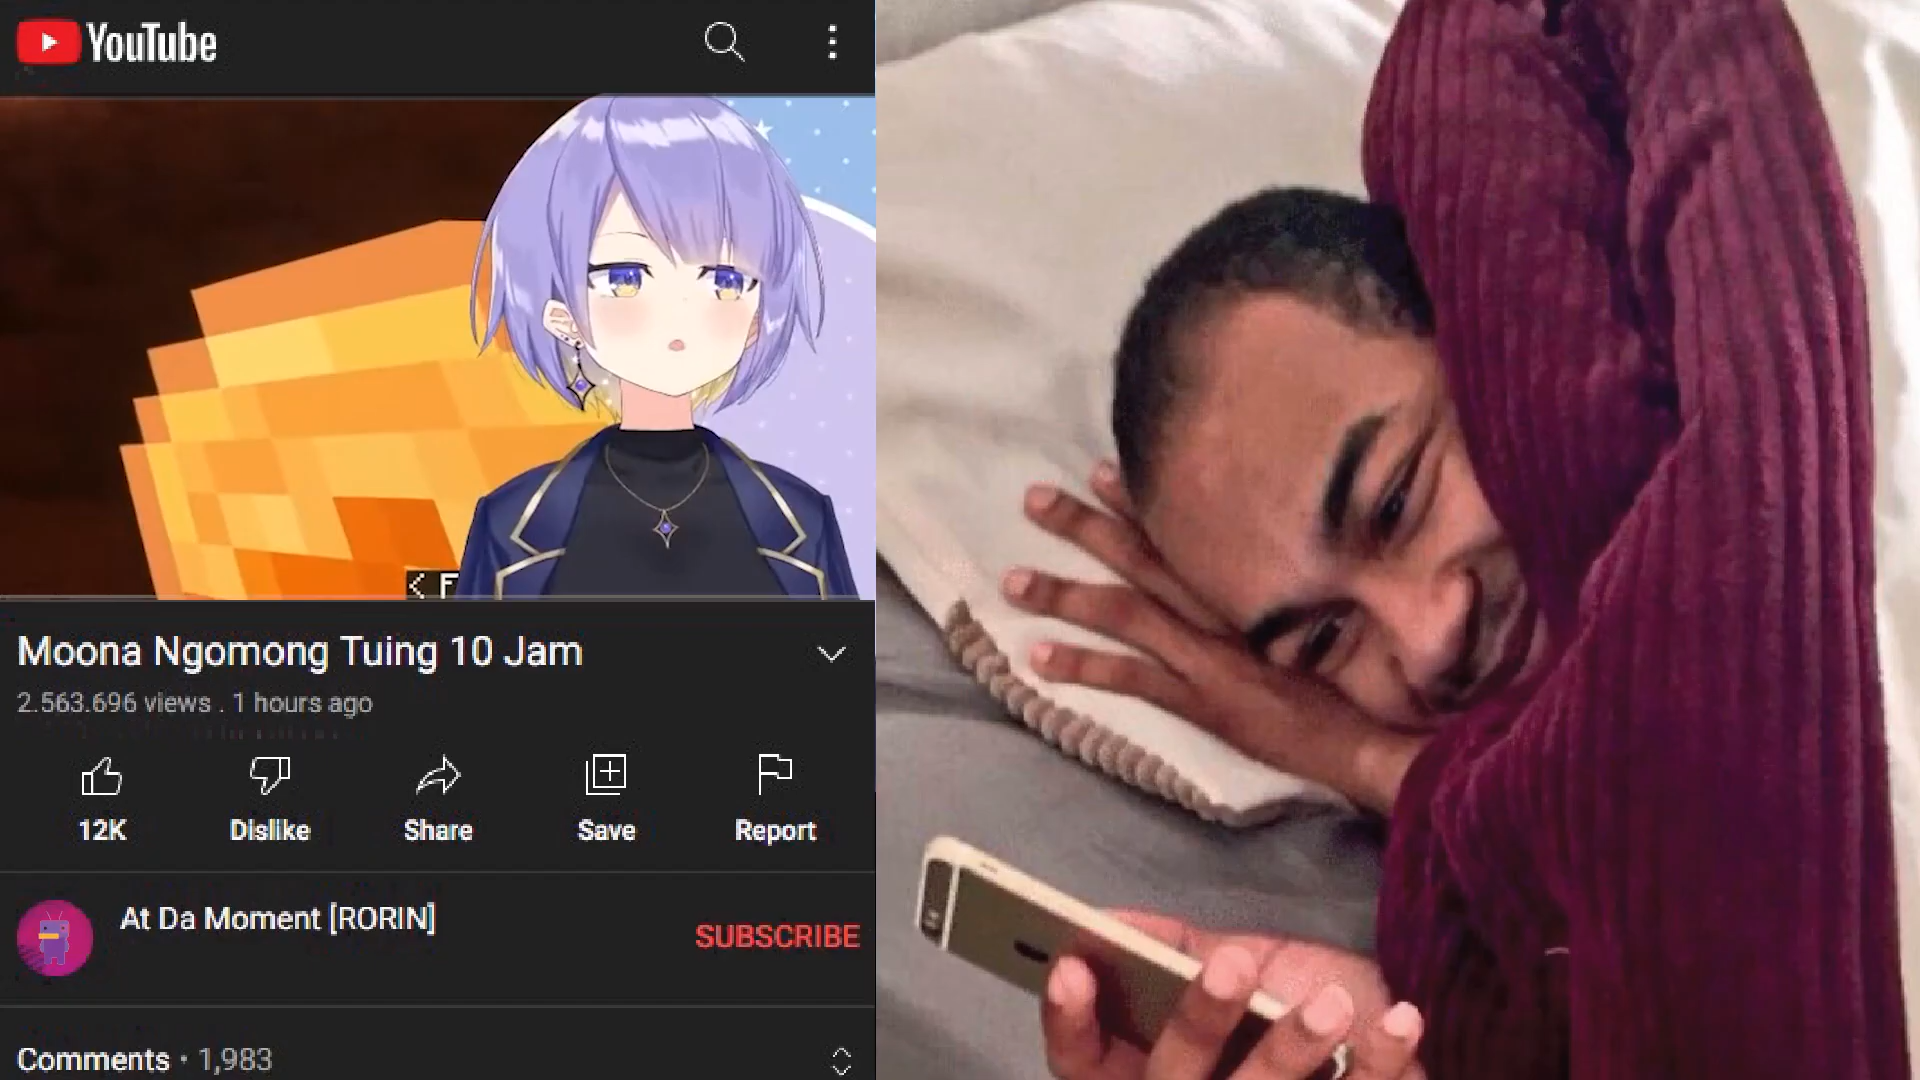 YouTube
< F
Moona Ngomong Tuing 10 Jam
2.563.696 views . 1 hours ago
12K
Dislike
Share
Save
Report
At Da Moment [RORIN]
SUBSCRIBE
Comments • 1,983